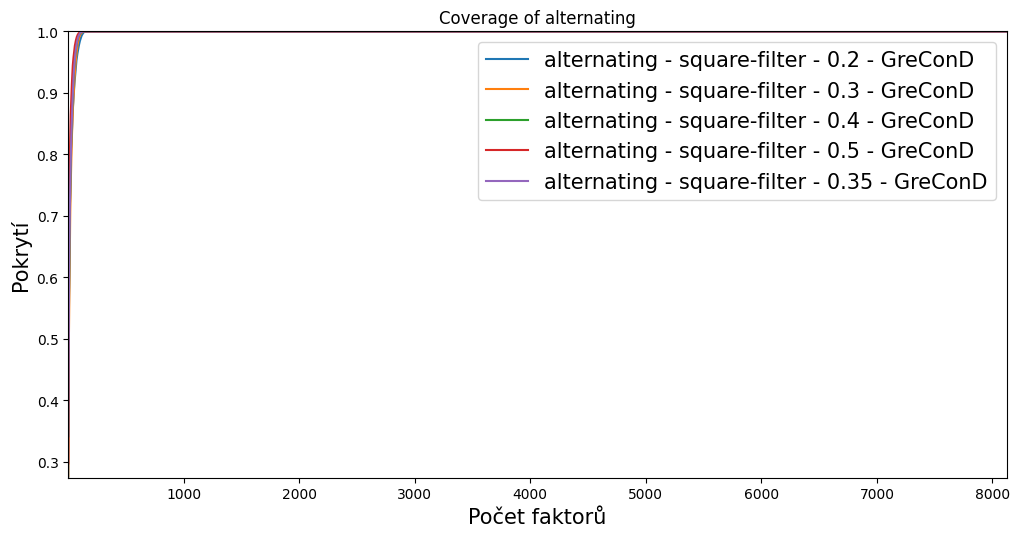 Coverage of alternating
1.0
0.9
0.8
0.7
0.6
0.5
0.4
0.3
Pokrytí
alternating - square-filter - 0.2 - GreConD
alternating - square-filter - 0.3 - GreConD
alternating - square-filter - 0.4 - GreConD
alternating - square-filter - 0.5 - GreConD
alternating - square-filter - 0.35 - GreConD
1000 2000 3000 4000 5000 6000 7000 8000
Počet faktorů